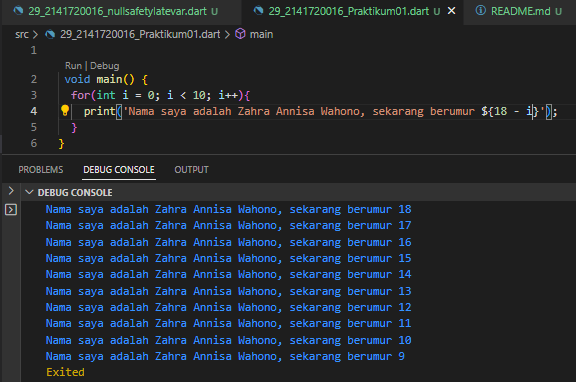 29_2141720016_nullsafetylatevar.dart U 29_2141720016_Praktikum01.dart U README.md U
src > 29_2141720016_Praktikum01.dart > main
1
Run | Debug
2 void main() {
3 for(int i = 0; i < 10; i++){
4 print('Nama saya adalah Zahra Annisa Wahono, sekarang berumur ${18 - i}');
5 }
6 }
PROBLEMS DEBUG CONSOLE OUTPUT
DEBUG CONSOLE
Nama saya adalah Zahra Annisa Wahono, sekarang berumur 18
Nama saya adalah Zahra Annisa Wahono, sekarang berumur 17
Nama saya adalah Zahra Annisa Wahono, sekarang berumur 16
Nama saya adalah Zahra Annisa Wahono, sekarang berumur 15
Nama saya adalah Zahra Annisa Wahono, sekarang berumur 14
Nama saya adalah Zahra Annisa Wahono, sekarang berumur 13
Nama saya adalah Zahra Annisa Wahono, sekarang berumur 12
Nama saya adalah Zahra Annisa Wahono, sekarang berumur 11
Nama saya adalah Zahra Annisa Wahono, sekarang berumur 10
Nama saya adalah Zahra Annisa Wahono, sekarang berumur 9
Exited